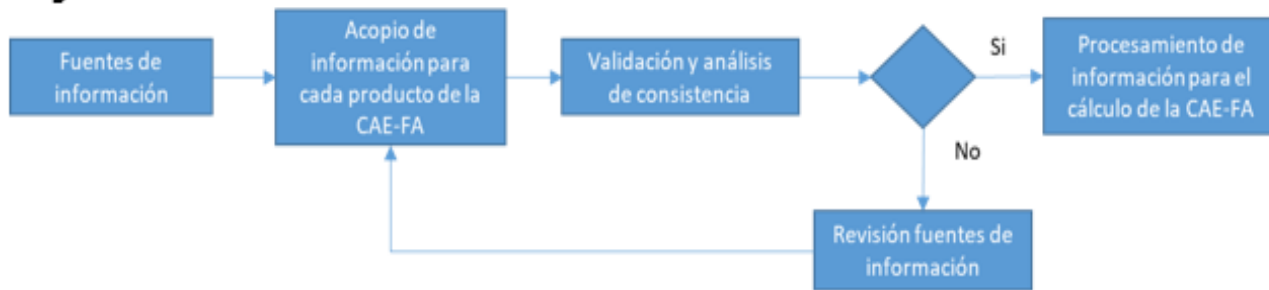 Fuentes de
información
Acopio de
información para
cada producto de la
CAE-FA
Validación y análisis
de consistencia
Si
Procesamiento de
información para el
cálculo de la CAE-FA
No
Revisión fuentes de
información